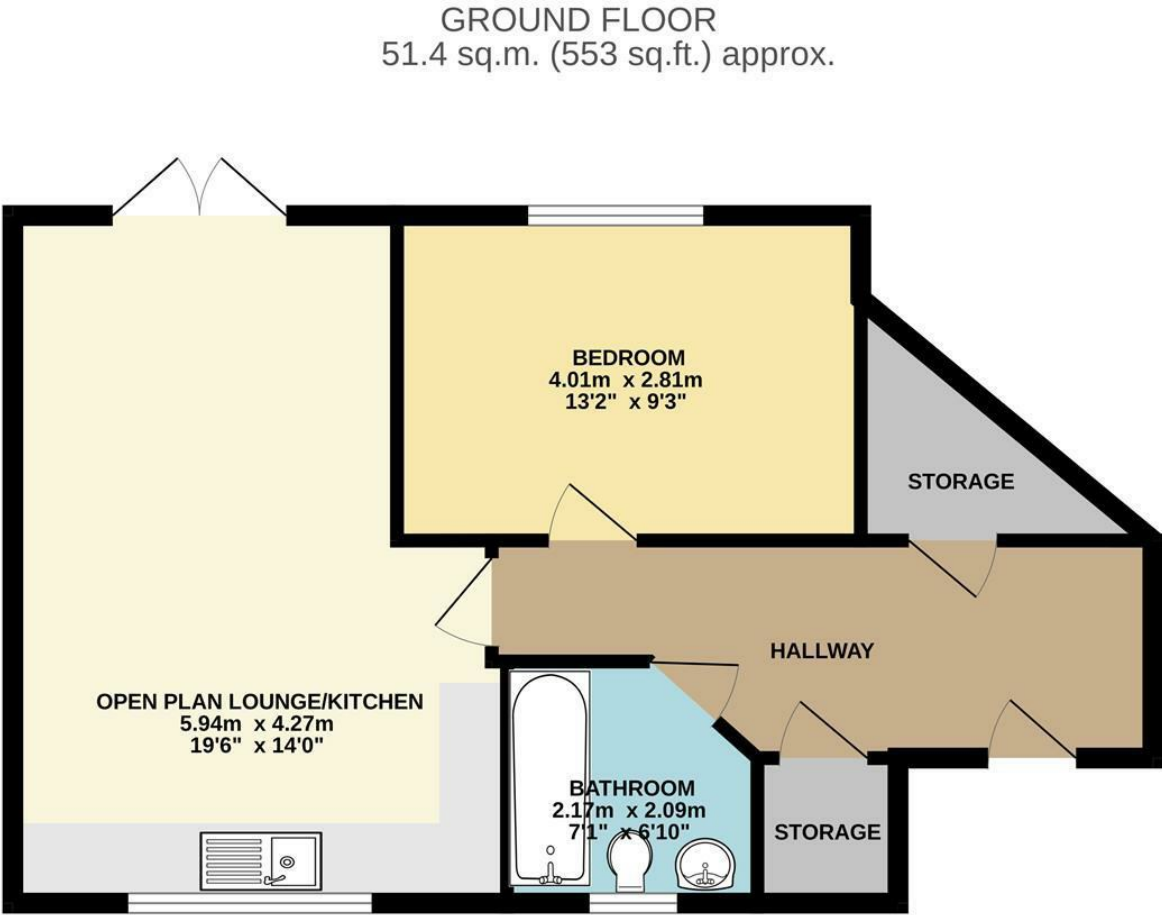 GROUND FLOOR
51.4 sq.m. (553 sq.ft.) approx.
BEDROOM
4.01m x 2.81m
13'2" x 9'3"
STORAGE
HALLWAY
OPEN PLAN LOUNGE/KITCHEN
5.94m x 4.27m
19'6" x 14'0"
BATHROOM
2.17m x 2.09m
7'1" x 6'10"
STORAGE